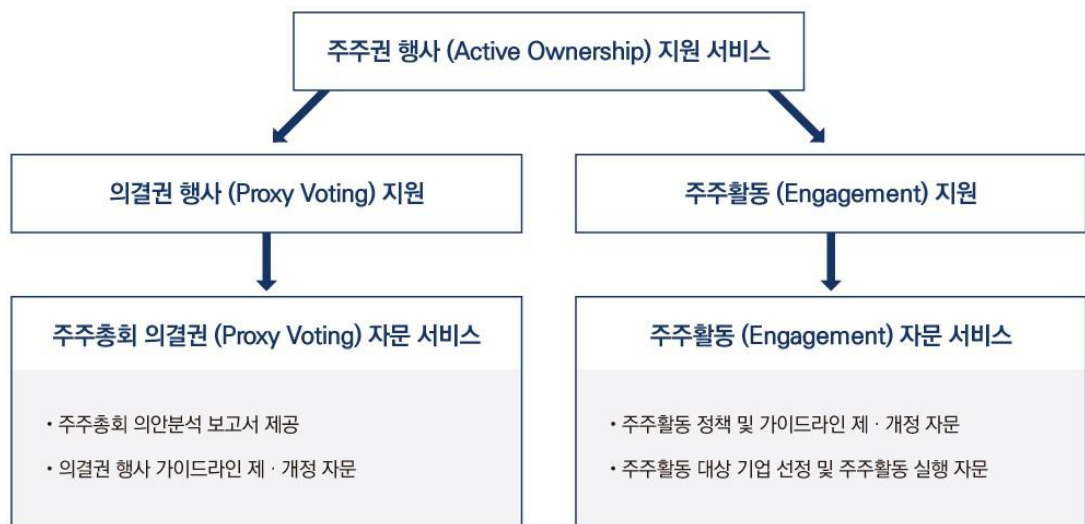 주주권 행사 (Active Ownership) 지원 서비스
의결권 행사 (Proxy Voting) 지원
주주활동 (Engagement) 지원
주주총회 의결권 (Proxy Voting) 자문 서비스
• 주주총회 의안분석 보고서 제공
• 의결권 행사 가이드라인 제 · 개정 자문
주주활동 (Engagement) 자문 서비스
• 주주활동 정책 및 가이드라인 제 · 개정 자문
• 주주활동 대상 기업 선정 및 주주활동 실행 자문